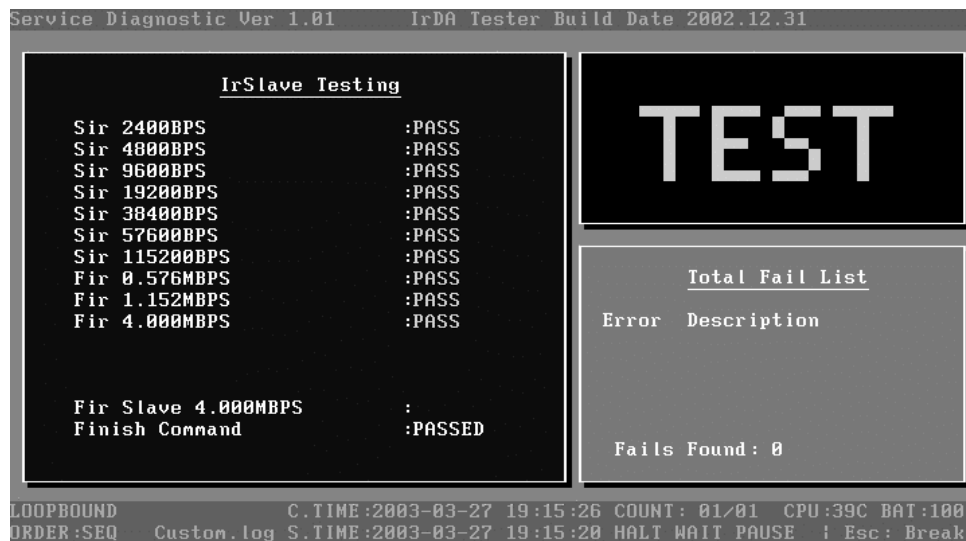 Service Diagnostic Ver 1.01 IrDA Tester Build Date 2002.12.31
IrSlave Testing
Sir 2400BPS :PASS
Sir 4800BPS :PASS
Sir 9600BPS :PASS
Sir 19200BPS :PASS
Sir 38400BPS :PASS
Sir 57600BPS :PASS
Sir 115200BPS :PASS
Fir 0.576MBPS :PASS
Fir 1.152MBPS :PASS
Fir 4.000MBPS :PASS
Fir Slave 4.000MBPS :
Finish Command :PASSED
TEST
Total Fail List
Error Description
Fails Found: 0
LOOPBOUND C.TIME:2003-03-27 19:15:26 COUNT: 01/01 CPU:39C BAT:100
ORDER:SEQ Custom.log S.TIME:2003-03-27 19:15:20 HALT WAIT PAUSE ¦ Esc: Break